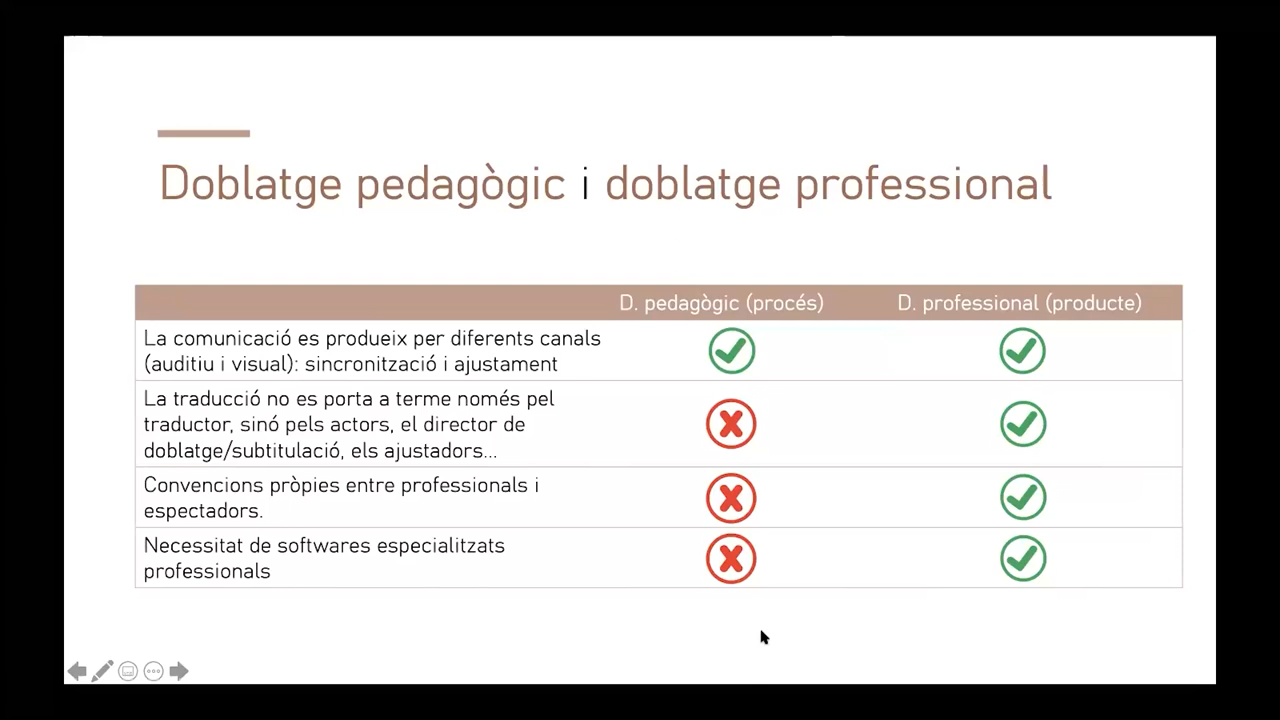 Doblatge pedagògic i doblatge professional
D. pedagògic (procés) D. professional (producte)
La comunicació es produeix per diferents canals
(auditiu i visual): sincronització i ajustament
La traducció no es porta a terme només pel
traductor, sinó pels actors, el director de
doblatge/subtitulació, els ajustadors...
Convencions pròpies entre professionals i
espectadors.
Necessitat de softwares especialitzats
professionals